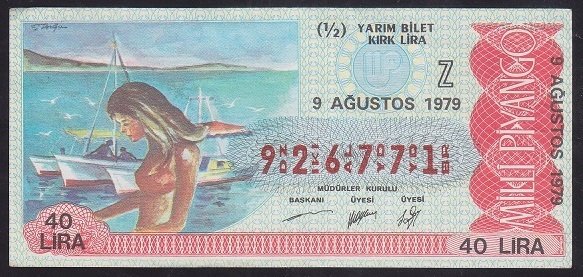 (½) YARIM BİLET
KIRK LİRA
Z
9 AĞUSTOS 1979
9 2 6 7 7 1
MÜDÜRLER KURULU
BAŞKANI ÜYESİ ÜYESİ
40
LİRA
40 LİRA
MİLLİ PİYANGO
9 AĞUSTOS 1979